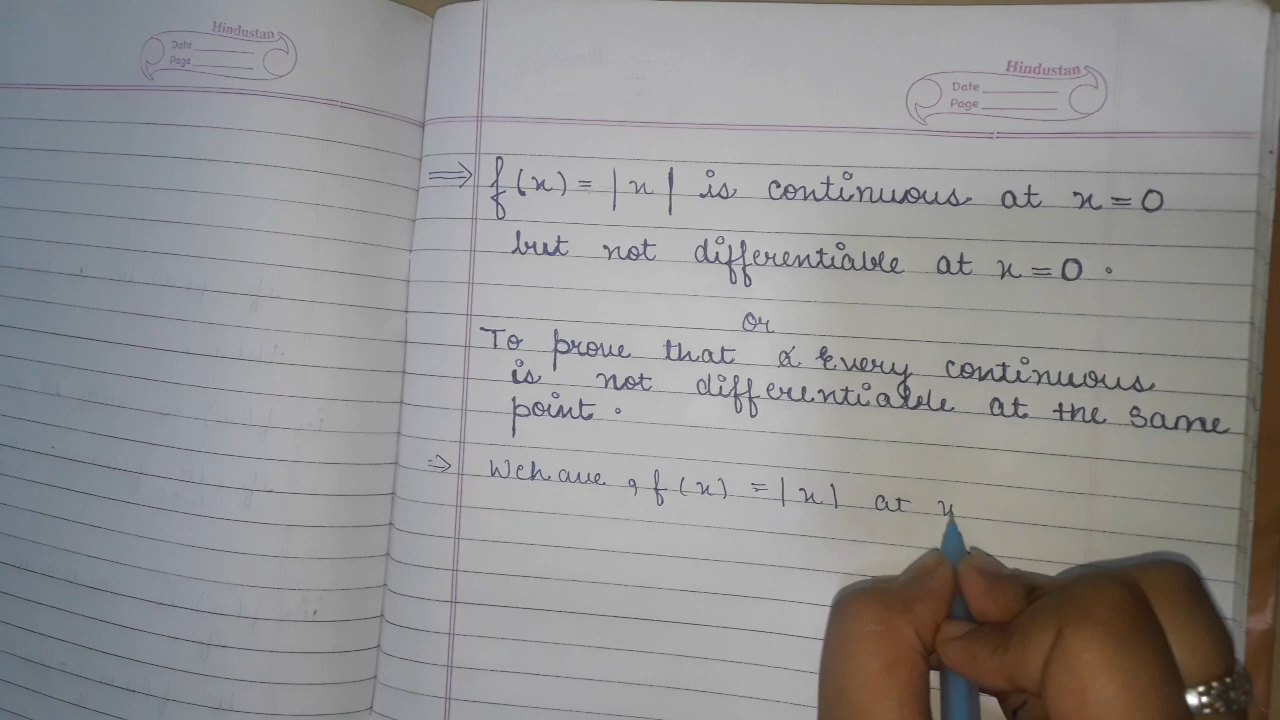 Hindustan
Date
Page
Hindustan
Date
Page
⇒ f(x) = |x| is continuous at x = 0
but not differentiable at x = 0 .
or
To prove that every continuous
is not differentiable at the same
point .
⇒ We have , f(x) = |x| at x